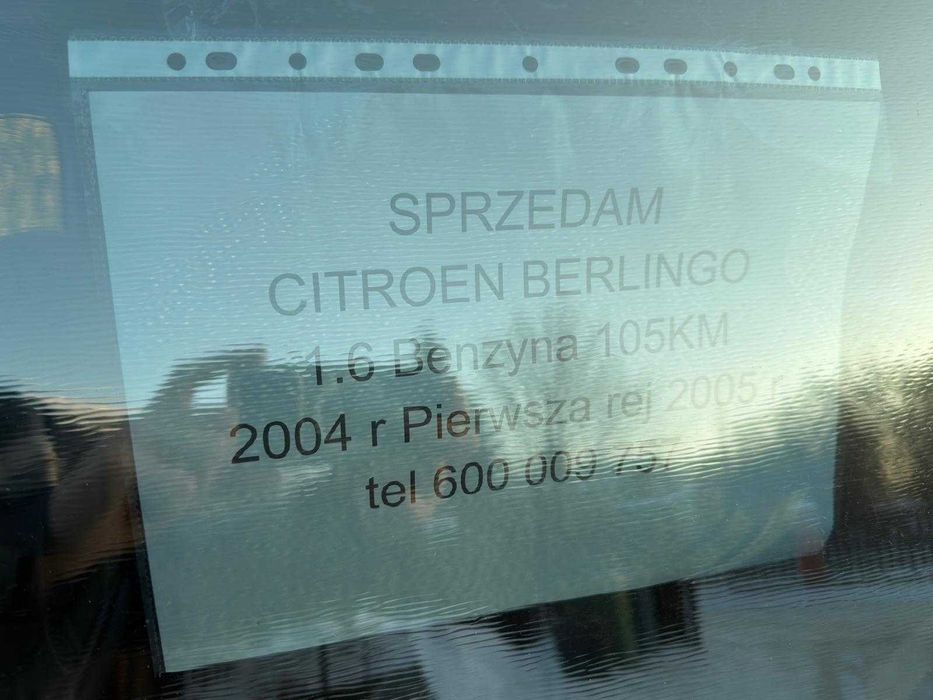 SPRZEDAM
CITROEN BERLINGO
1.6 Benzyna 105KM
2004 r Pierwsza rej 2005 r
tel 600 009 757